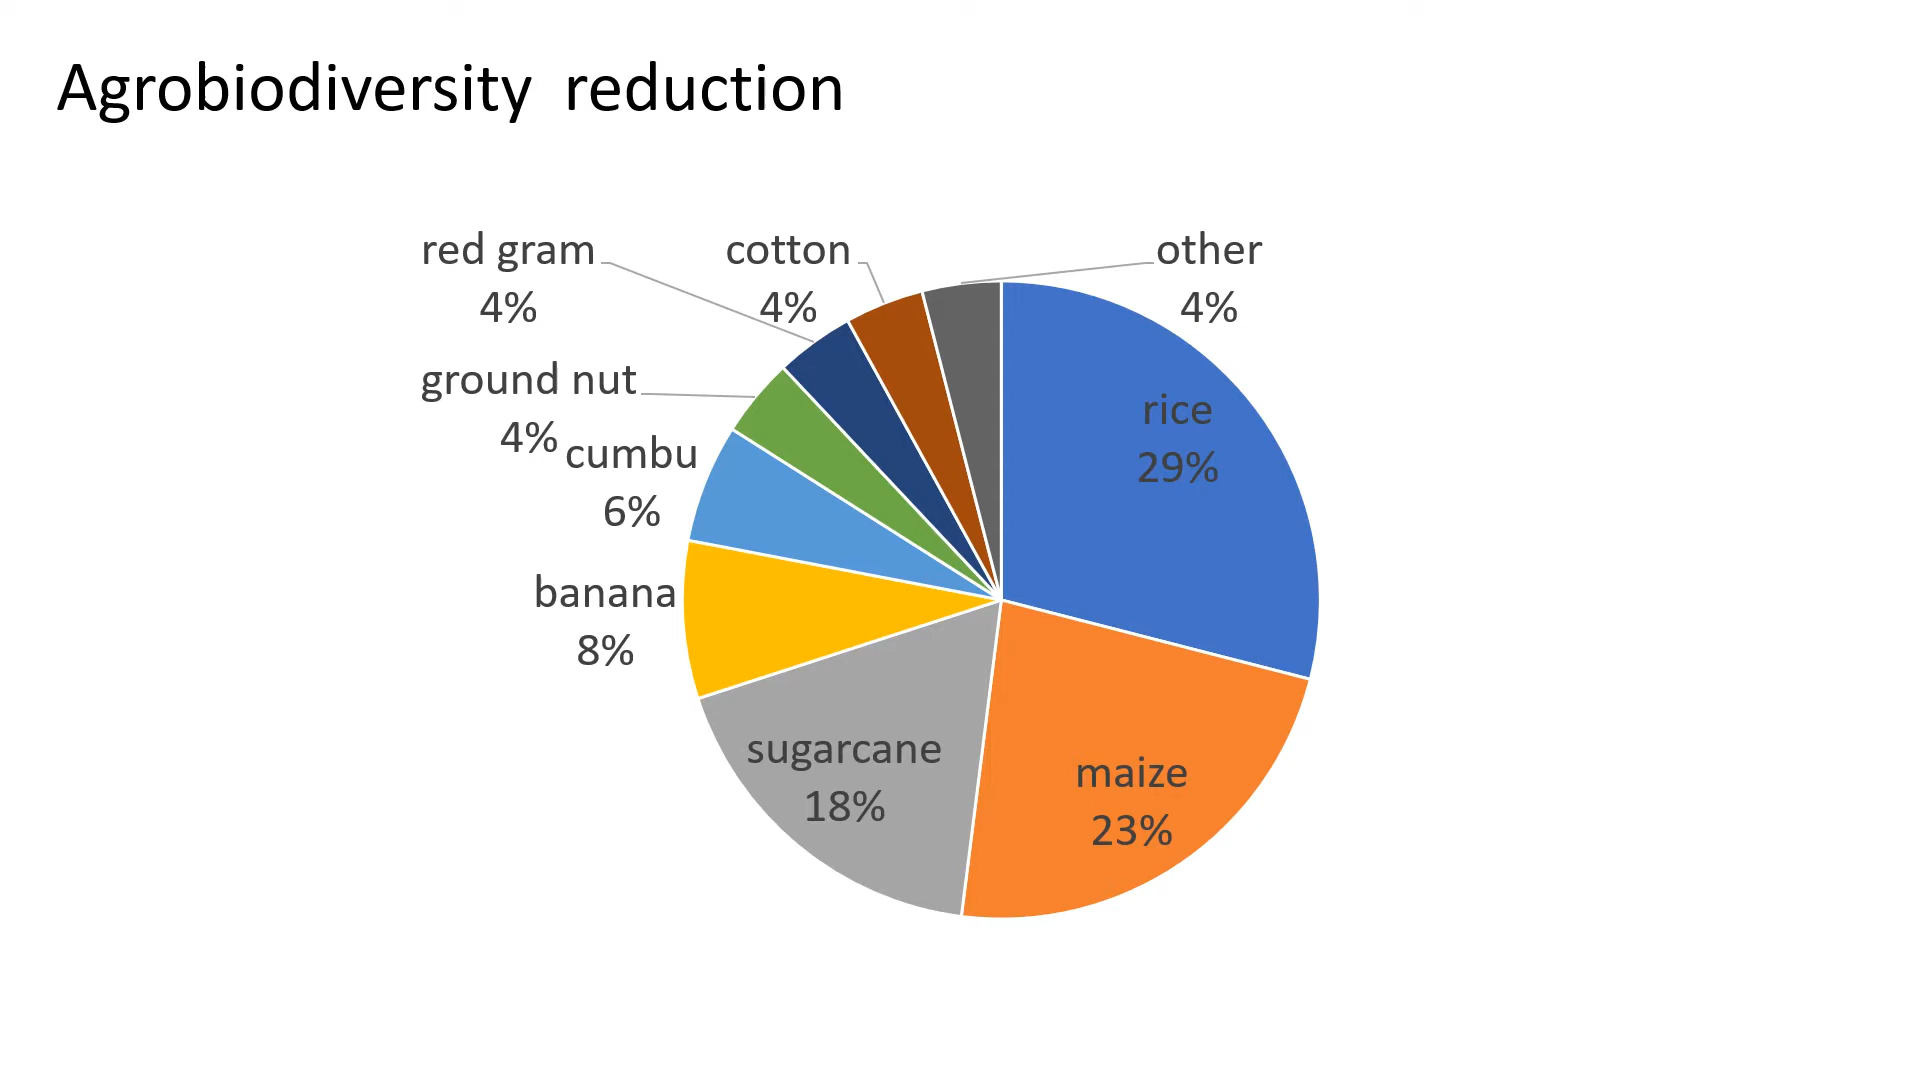 Agrobiodiversity reduction
red gram
4%
cotton
4%
other
4%
ground nut
4%
cumbu
6%
banana
8%
rice
29%
sugarcane
18%
maize
23%